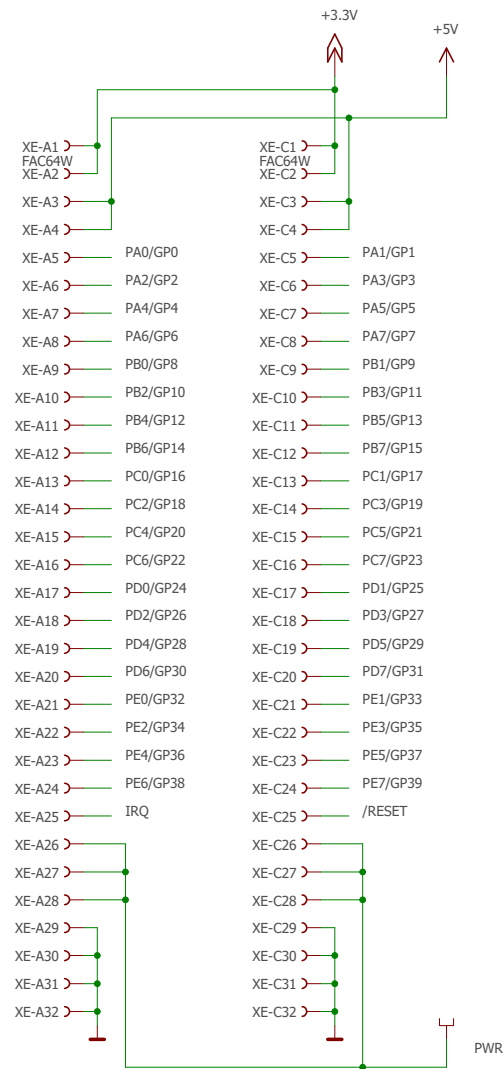 +3.3V
+5V
XE-A1 XE-C1
FAC64W FAC64W
XE-A2 XE-C2
XE-A3 XE-C3
XE-A4 XE-C4
XE-A5 PA0/GP0 XE-C5 PA1/GP1
XE-A6 PA2/GP2 XE-C6 PA3/GP3
XE-A7 PA4/GP4 XE-C7 PA5/GP5
XE-A8 PA6/GP6 XE-C8 PA7/GP7
XE-A9 PB0/GP8 XE-C9 PB1/GP9
XE-A10 PB2/GP10 XE-C10 PB3/GP11
XE-A11 PB4/GP12 XE-C11 PB5/GP13
XE-A12 PB6/GP14 XE-C12 PB7/GP15
XE-A13 PC0/GP16 XE-C13 PC1/GP17
XE-A14 PC2/GP18 XE-C14 PC3/GP19
XE-A15 PC4/GP20 XE-C15 PC5/GP21
XE-A16 PC6/GP22 XE-C16 PC7/GP23
XE-A17 PD0/GP24 XE-C17 PD1/GP25
XE-A18 PD2/GP26 XE-C18 PD3/GP27
XE-A19 PD4/GP28 XE-C19 PD5/GP29
XE-A20 PD6/GP30 XE-C20 PD7/GP31
XE-A21 PE0/GP32 XE-C21 PE1/GP33
XE-A22 PE2/GP34 XE-C22 PE3/GP35
XE-A23 PE4/GP36 XE-C23 PE5/GP37
XE-A24 PE6/GP38 XE-C24 PE7/GP39
XE-A25 IRQ XE-C25 /RESET
XE-A26 XE-C26
XE-A27 XE-C27
XE-A28 XE-C28
XE-A29 XE-C29
XE-A30 XE-C30
XE-A31 XE-C31
XE-A32 XE-C32
PWR